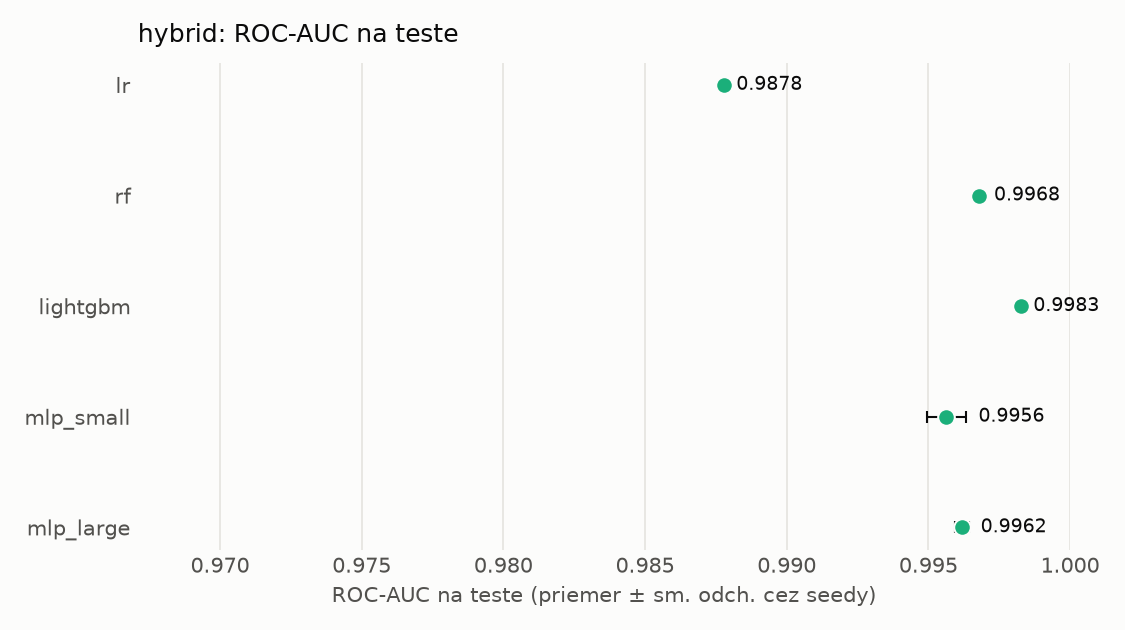 hybrid: ROC-AUC na teste
lr 0.9878
rf 0.9968
lightgbm 0.9983
mlp_small 0.9956
mlp_large 0.9962
0.970 0.975 0.980 0.985 0.990 0.995 1.000
ROC-AUC na teste (priemer ± sm. odch. cez seedy)